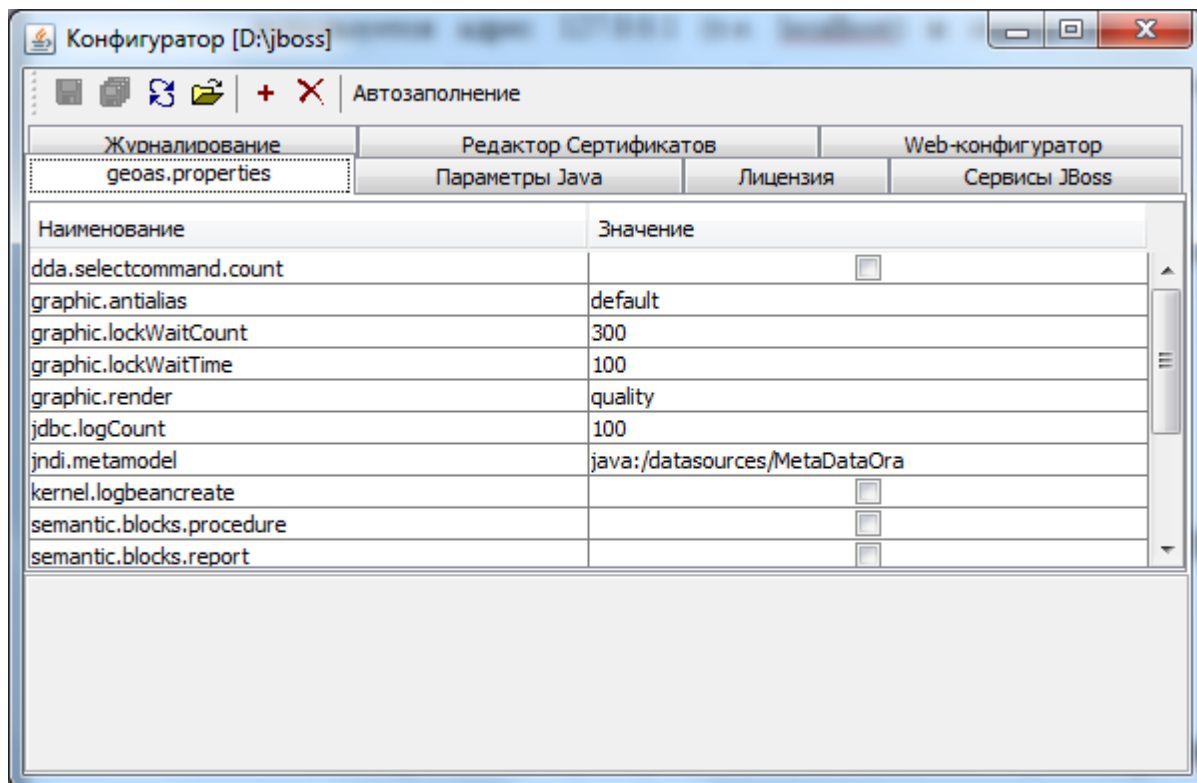 Конфигуратор [D:\jboss]
Автозаполнение
Журналирование Редактор Сертификатов Web-конфигуратор
geoas.properties Параметры Java Лицензия Сервисы JBoss
Наименование Значение
dda.selectcommand.count
graphic.antialias default
graphic.lockWaitCount 300
graphic.lockWaitTime 100
graphic.render quality
jdbc.logCount 100
jndi.metamodel java:/datasources/MetaDataOra
kernel.logbeancreate
semantic.blocks.procedure
semantic.blocks.report